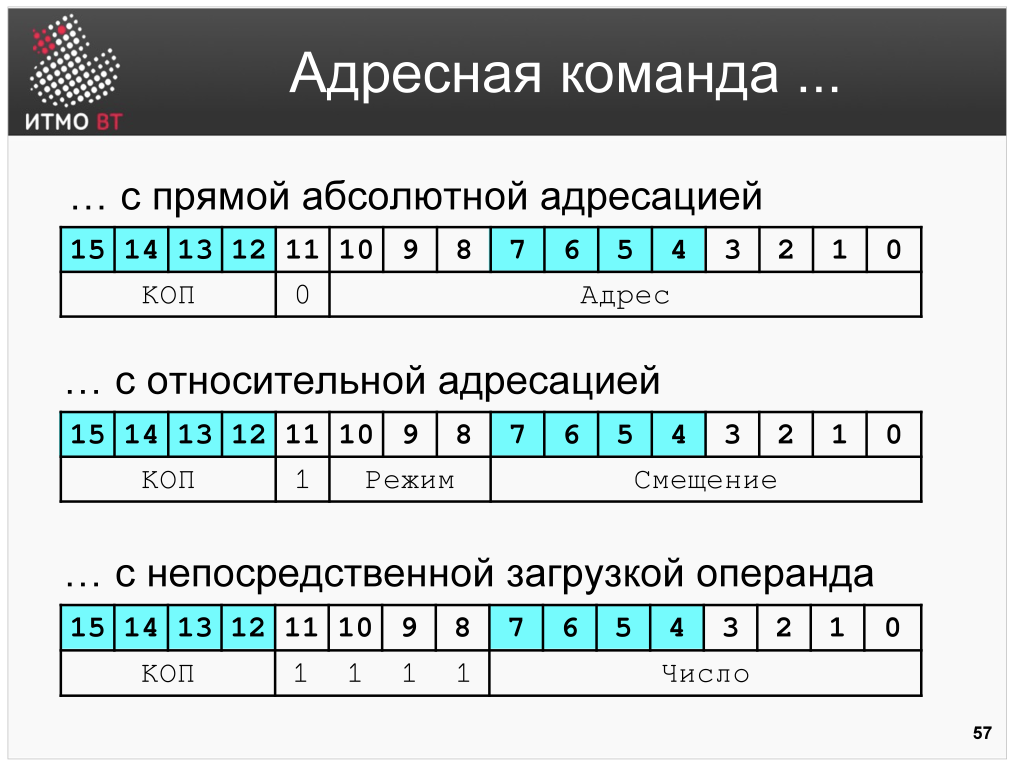 Адресная команда ...
ИТМО ВТ
… с прямой абсолютной адресацией
15 14 13 12 11 10 9 8 7 6 5 4 3 2 1 0
КОП 0 Адрес
… с относительной адресацией
15 14 13 12 11 10 9 8 7 6 5 4 3 2 1 0
КОП 1 Режим Смещение
… с непосредственной загрузкой операнда
15 14 13 12 11 10 9 8 7 6 5 4 3 2 1 0
КОП 1 1 1 1 Число
57